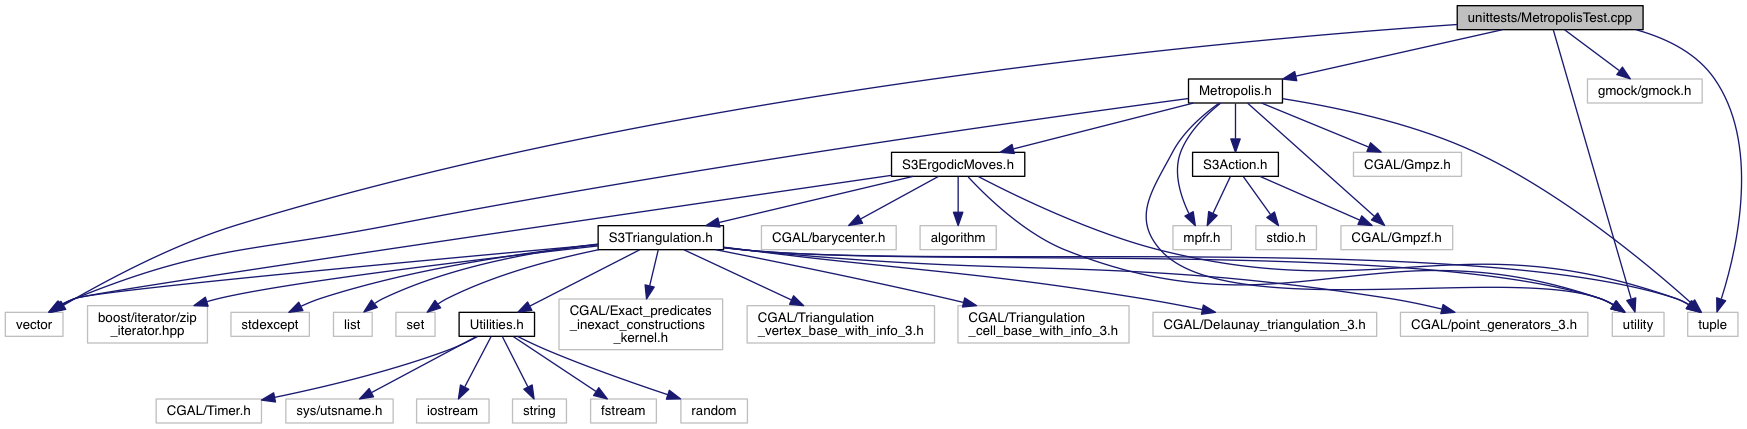 unittests/MetropolisTest.cpp
Metropolis.h
gmock/gmock.h
S3ErgodicMoves.h
S3Action.h
CGAL/Gmpz.h
S3Triangulation.h
CGAL/barycenter.h
algorithm
mpfr.h
stdio.h
CGAL/Gmpzf.h
vector
boost/iterator/zip
_iterator.hpp
stdexcept
list
set
Utilities.h
CGAL/Exact_predicates
_inexact_constructions
_kernel.h
CGAL/Triangulation
_vertex_base_with_info_3.h
CGAL/Triangulation
_cell_base_with_info_3.h
CGAL/Delaunay_triangulation_3.h
CGAL/point_generators_3.h
utility
tuple
CGAL/Timer.h
sys/utsname.h
iostream
string
fstream
random